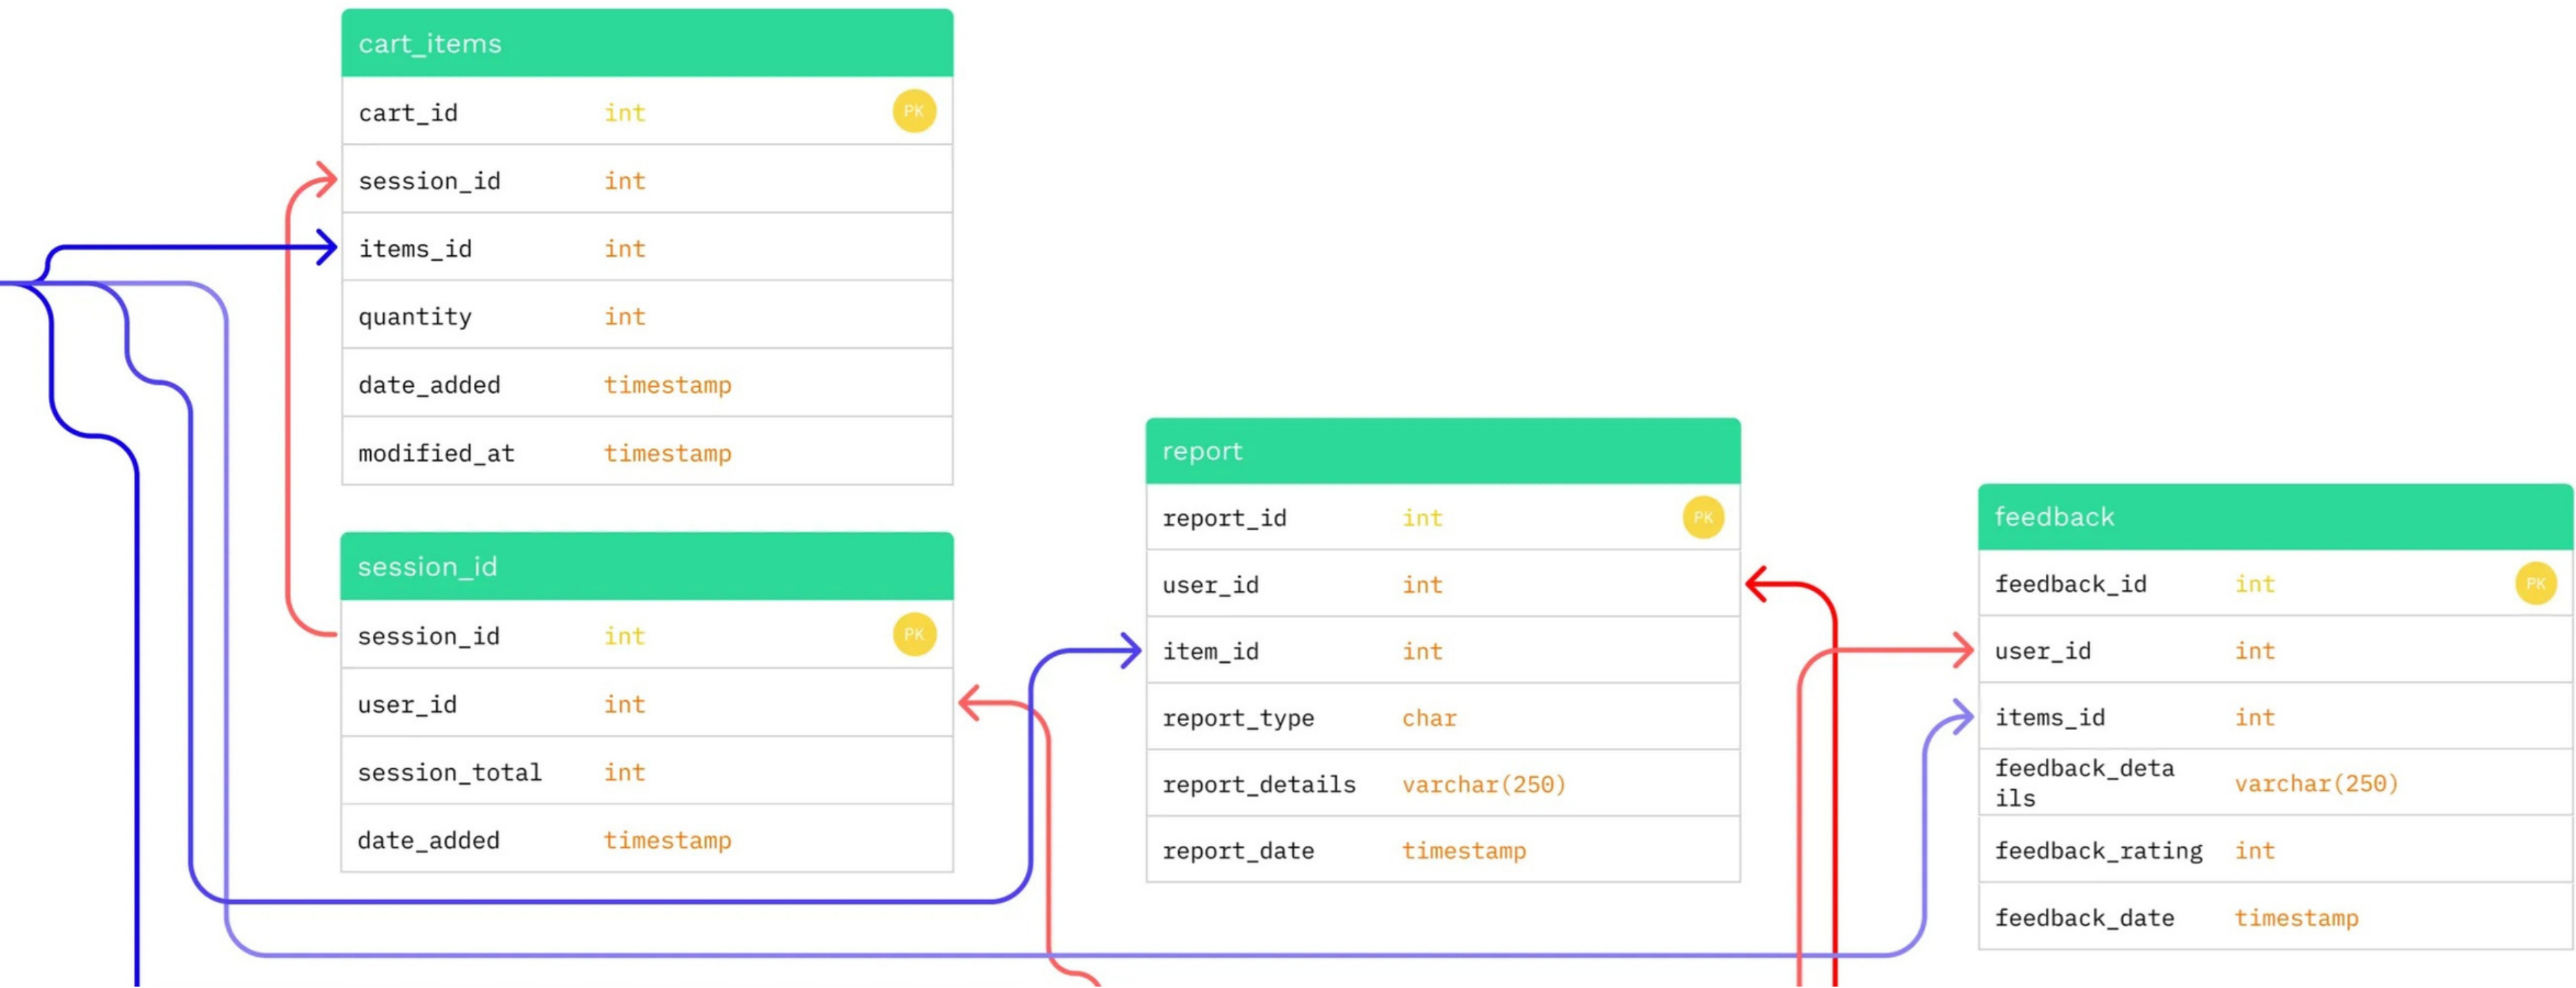 cart_items
cart_id int PK
session_id int
items_id int
quantity int
date_added timestamp
modified_at timestamp
session_id
session_id int PK
user_id int
session_total int
date_added timestamp
report
report_id int PK
user_id int
item_id int
report_type char
report_details varchar(250)
report_date timestamp
feedback
feedback_id int PK
user_id int
items_id int
feedback_deta
ils varchar(250)
feedback_rating int
feedback_date timestamp